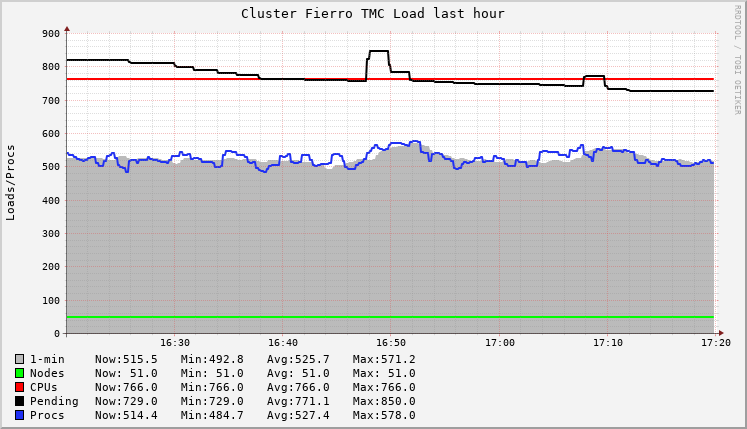 Cluster Fierro TMC Load last hour
RRDTOOL / TOBI OETIKER
Loads/Procs
900
800
700
600
500
400
300
200
100
0
16:30 16:40 16:50 17:00 17:10 17:20
1-min Now:515.5 Min:492.8 Avg:525.7 Max:571.2
Nodes Now: 51.0 Min: 51.0 Avg: 51.0 Max: 51.0
CPUs Now:766.0 Min:766.0 Avg:766.0 Max:766.0
Pending Now:729.0 Min:729.0 Avg:771.1 Max:850.0
Procs Now:514.4 Min:484.7 Avg:527.4 Max:578.0